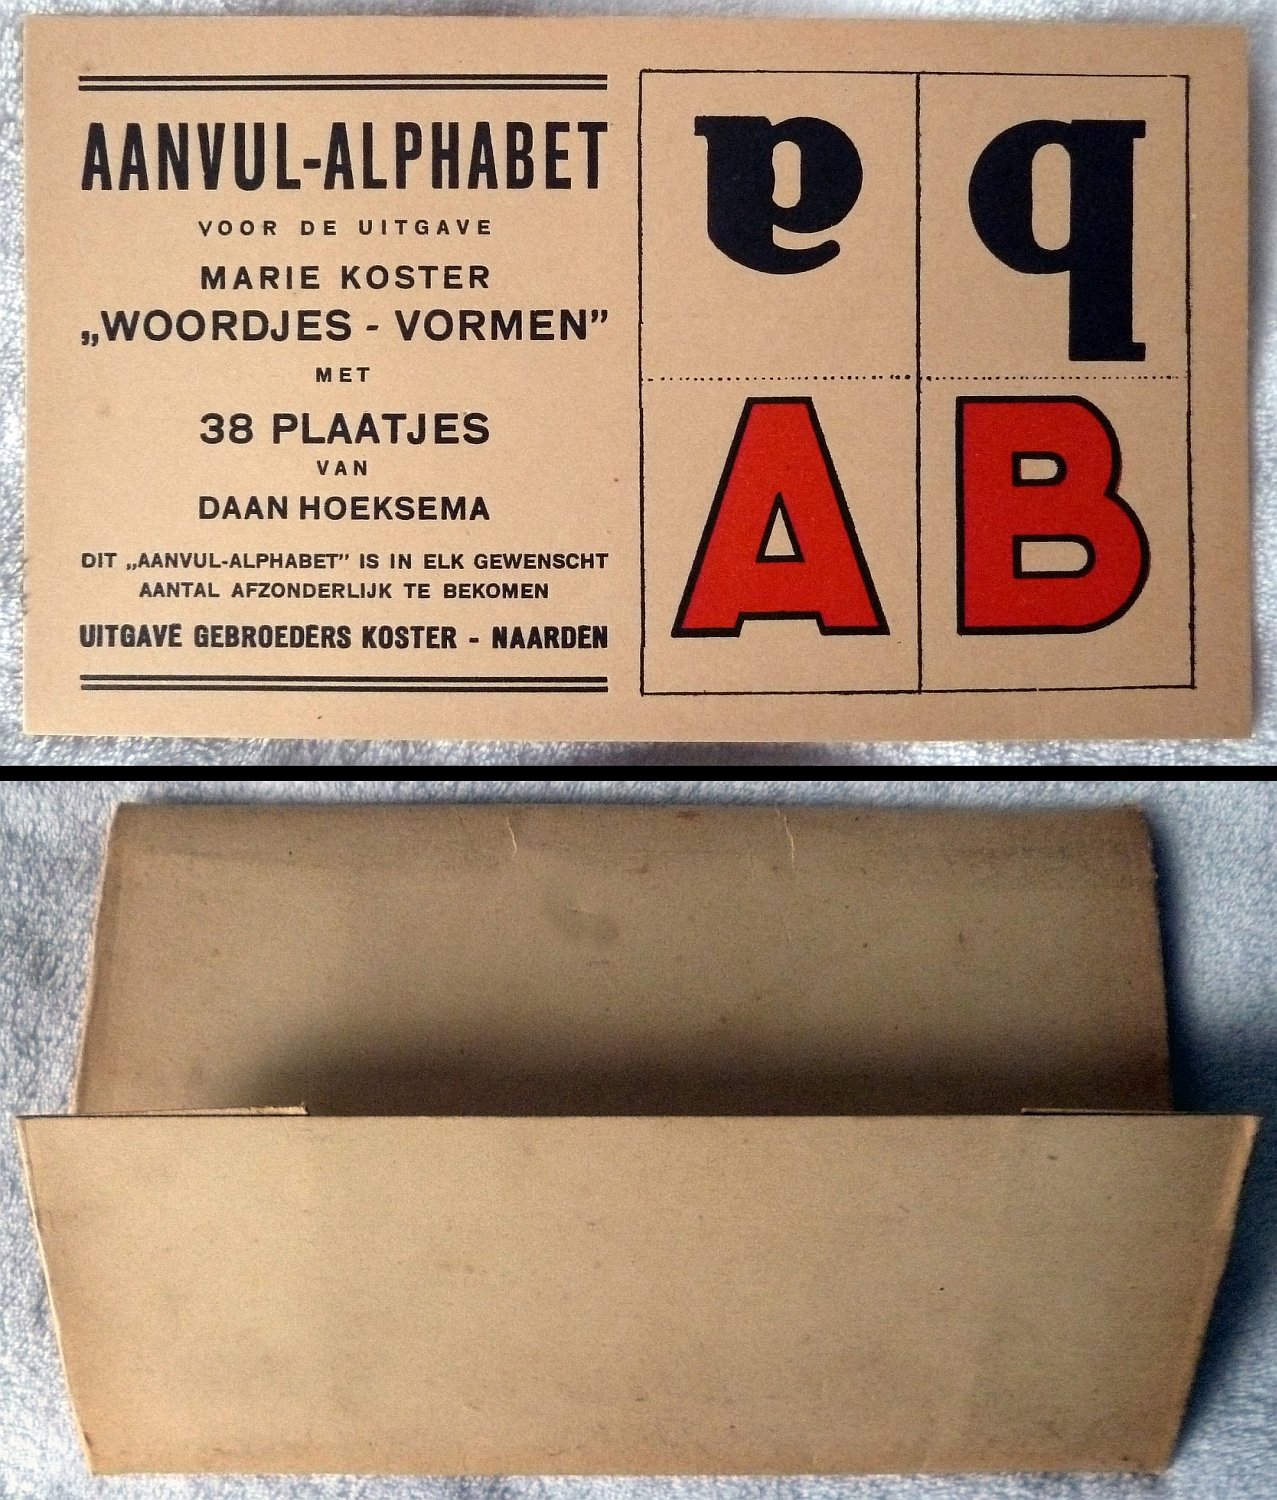 AANVUL-ALPHABET
VOOR DE UITGAVE
MARIE KOSTER
„WOORDJES - VORMEN”
MET
38 PLAATJES
VAN
DAAN HOEKSEMA
DIT „AANVUL-ALPHABET” IS IN ELK GEWENSCHT
AANTAL AFZONDERLIJK TE BEKOMEN
UITGAVE GEBROEDERS KOSTER - NAARDEN
a b
A B